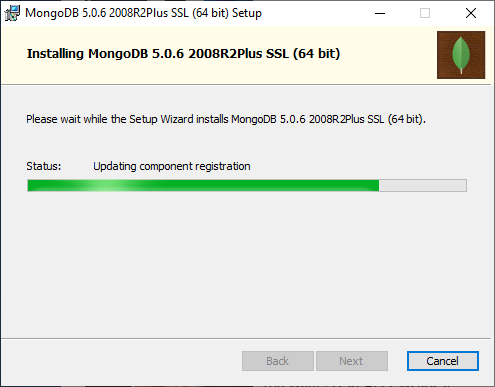 MongoDB 5.0.6 2008R2Plus SSL (64 bit) Setup
Installing MongoDB 5.0.6 2008R2Plus SSL (64 bit)
Please wait while the Setup Wizard installs MongoDB 5.0.6 2008R2Plus SSL (64 bit).
Status: Updating component registration
Back Next Cancel